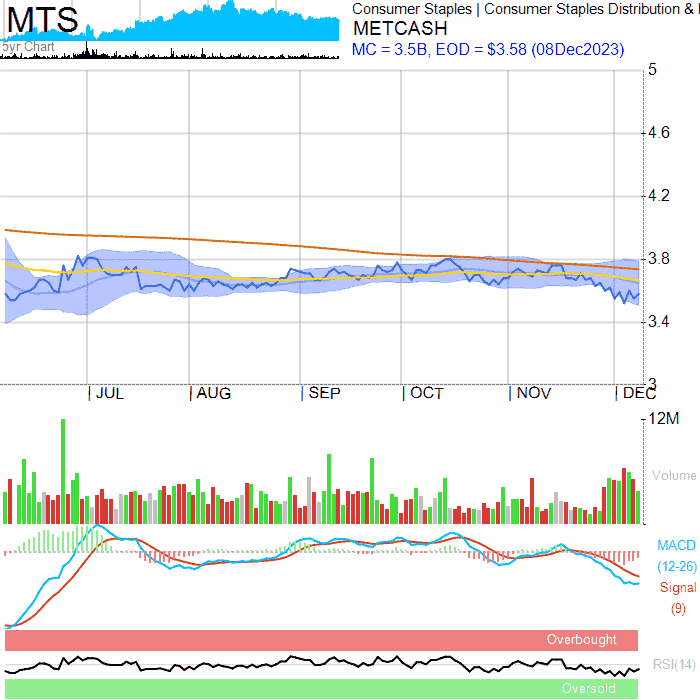 MTS
5yr Chart
Consumer Staples | Consumer Staples Distribution &
METCASH
MC = 3.5B, EOD = $3.58 (08Dec2023)
5
4.6
4.2
3.8
3.4
3
JUL
AUG
SEP
OCT
NOV
DEC
12M
Volume
MACD
(12-26)
Signal
(9)
Overbought
RSI(14)
Oversold